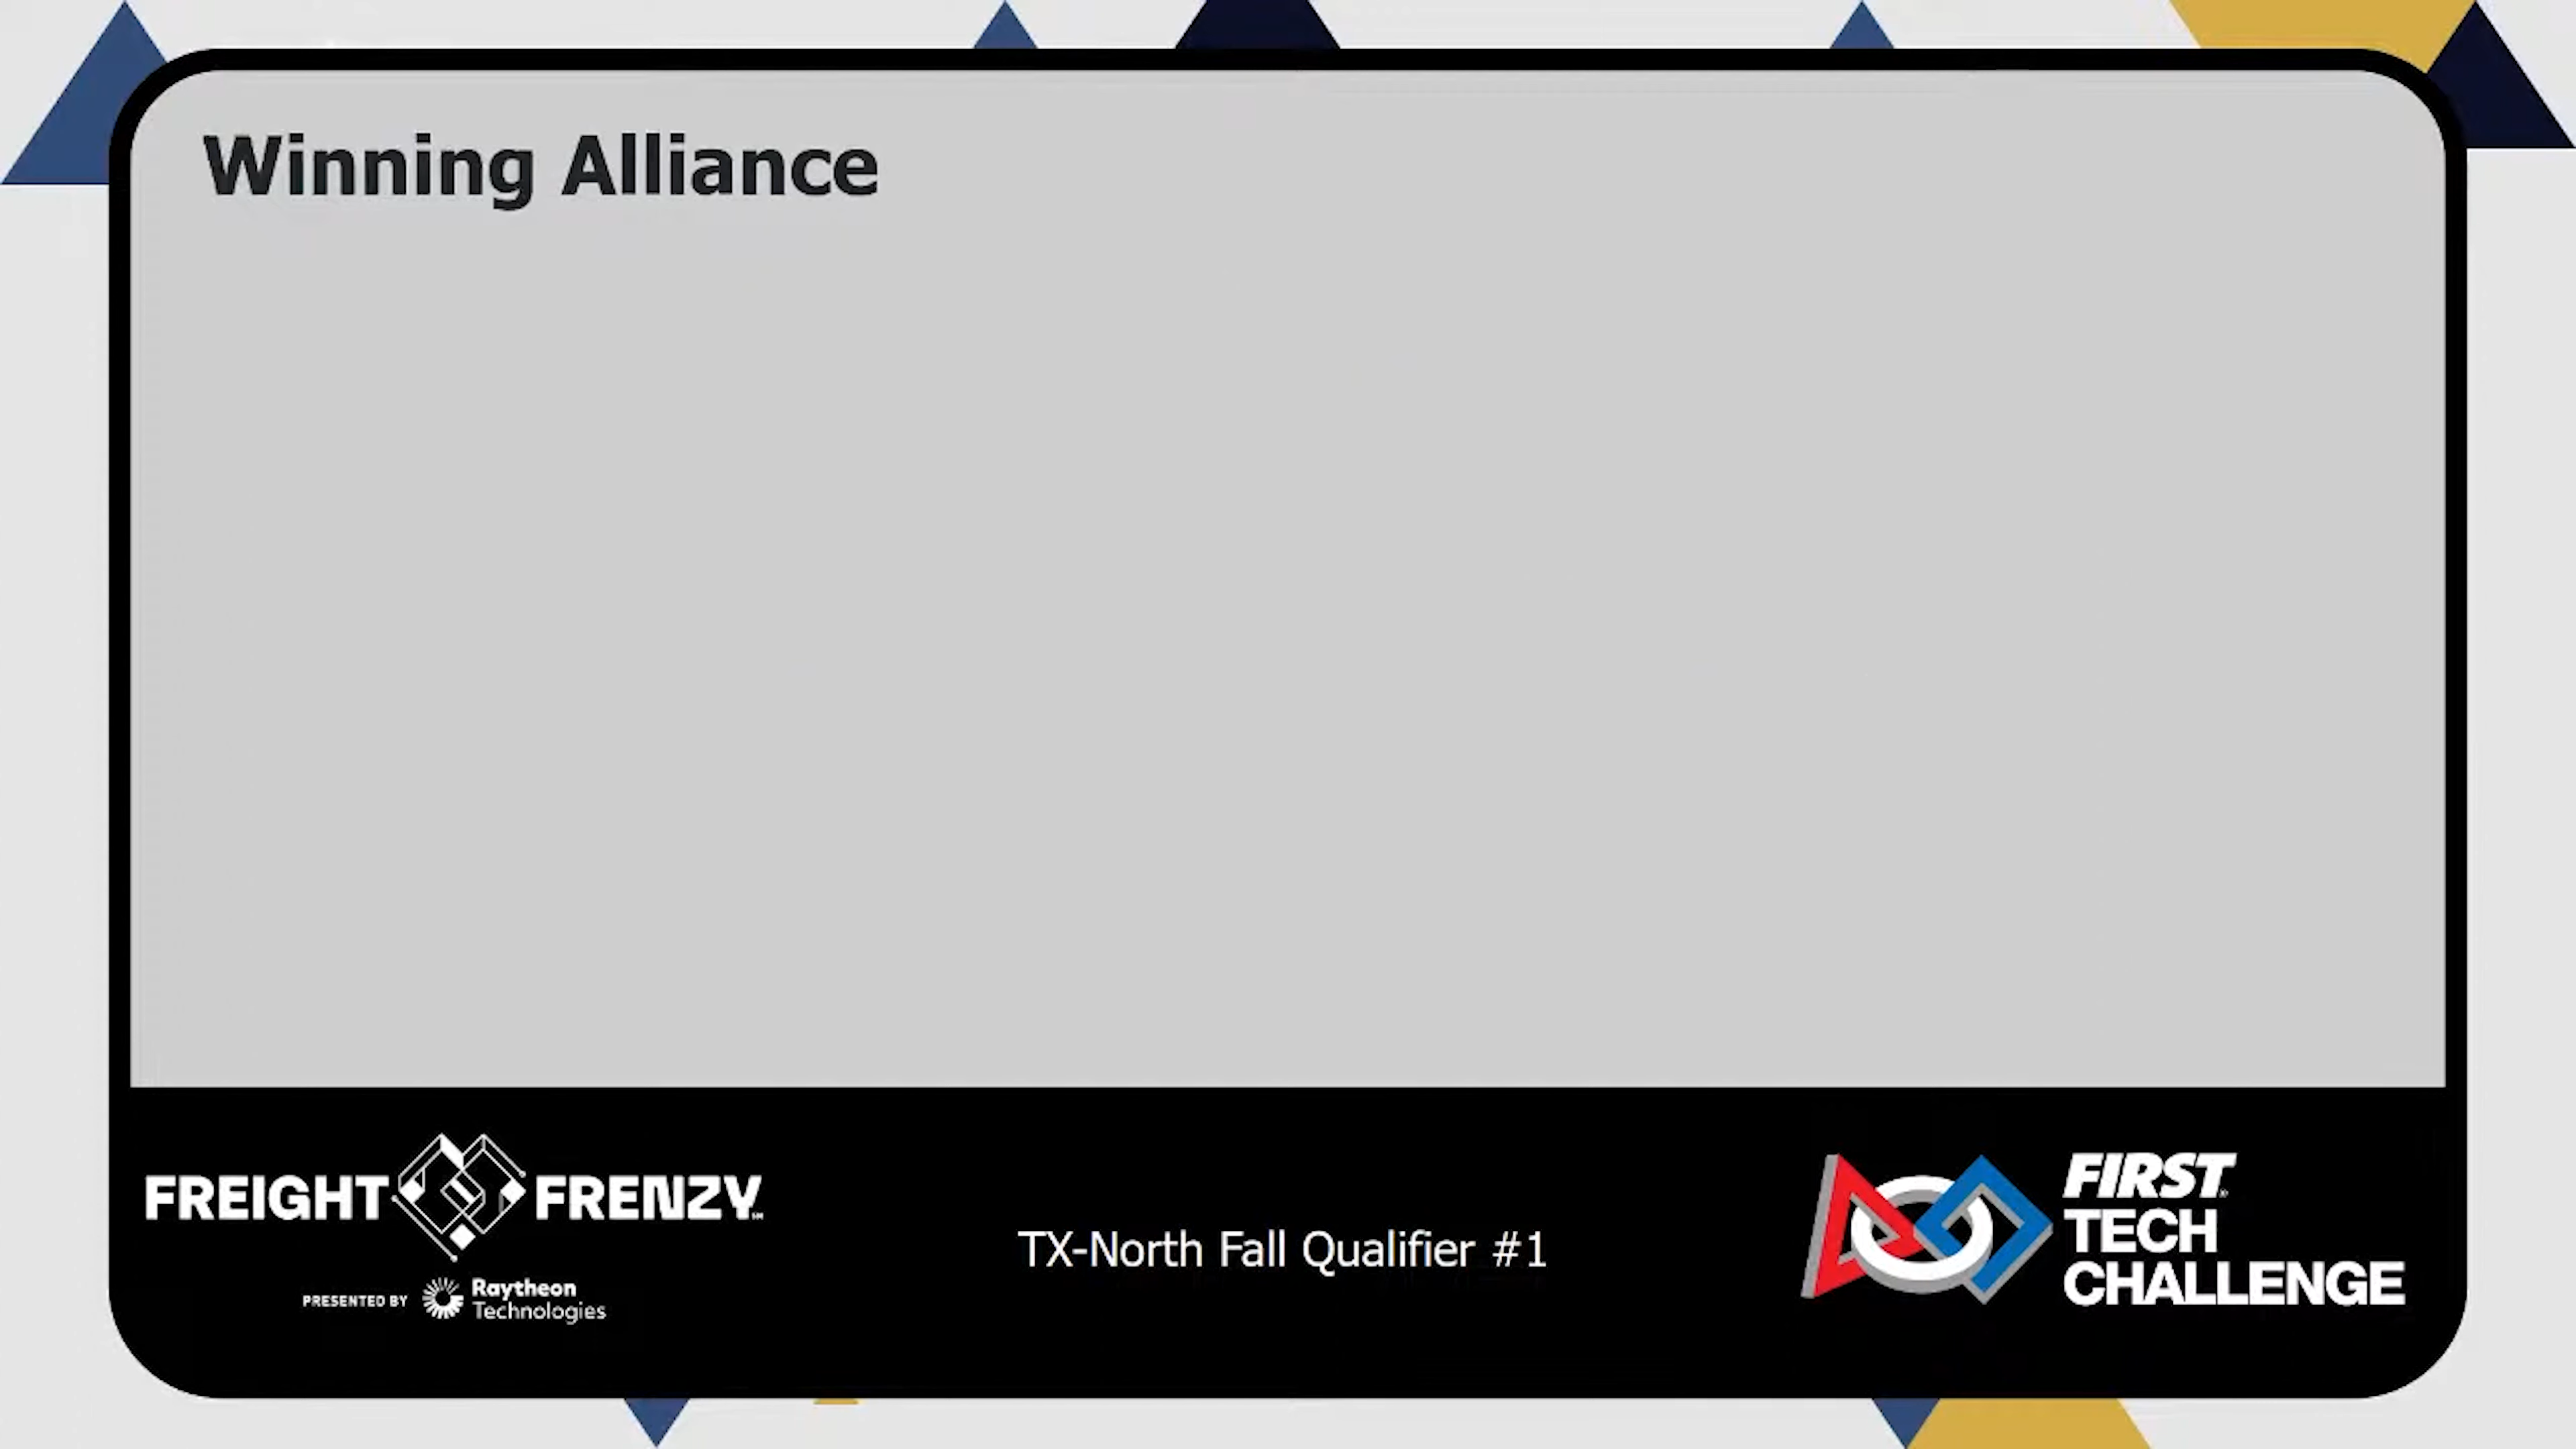 Winning Alliance
FREIGHT FRENZY
PRESENTED BY Raytheon
Technologies
TX-North Fall Qualifier #1
FIRST
TECH
CHALLENGE